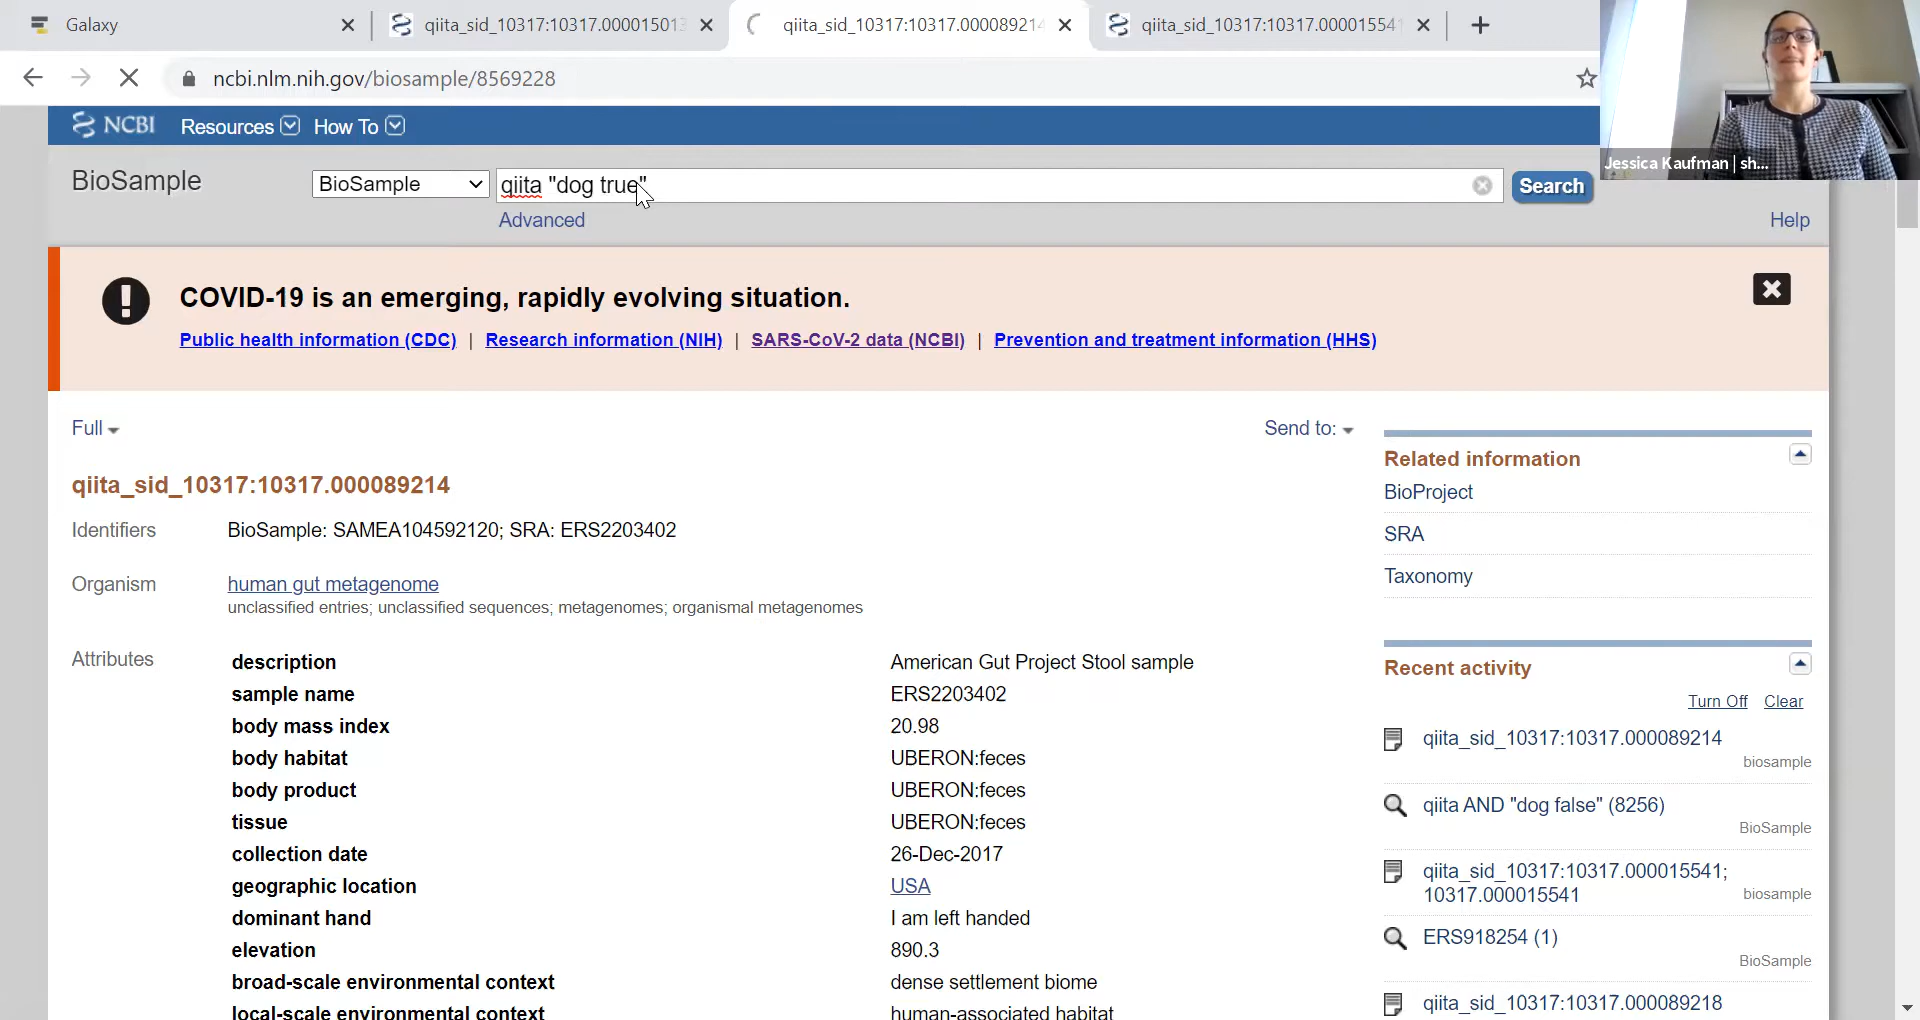 Galaxy
qiita_sid_10317:10317.000015013
qiita_sid_10317:10317.000089214
qiita_sid_10317:10317.000015541
ncbi.nlm.nih.gov/biosample/8569228
NCBI Resources How To
Jessica Kaufman | sh...
BioSample
BioSample
qiita "dog true"
Search
Advanced
Help
COVID-19 is an emerging, rapidly evolving situation.
Public health information (CDC) | Research information (NIH) | SARS-CoV-2 data (NCBI) | Prevention and treatment information (HHS)
Full
Send to:
qiita_sid_10317:10317.000089214
Identifiers BioSample: SAMEA104592120; SRA: ERS2203402
Organism human gut metagenome
unclassified entries; unclassified sequences; metagenomes; organismal metagenomes
Attributes
description American Gut Project Stool sample
sample name ERS2203402
body mass index 20.98
body habitat UBERON:feces
body product UBERON:feces
tissue UBERON:feces
collection date 26-Dec-2017
geographic location USA
dominant hand I am left handed
elevation 890.3
broad-scale environmental context dense settlement biome
local-scale environmental context human-associated habitat
Related information
BioProject
SRA
Taxonomy
Recent activity
Turn Off Clear
qiita_sid_10317:10317.000089214
biosample
qiita AND "dog false" (8256)
BioSample
qiita_sid_10317:10317.000015541;
10317.000015541
biosample
ERS918254 (1)
BioSample
qiita_sid_10317:10317.000089218